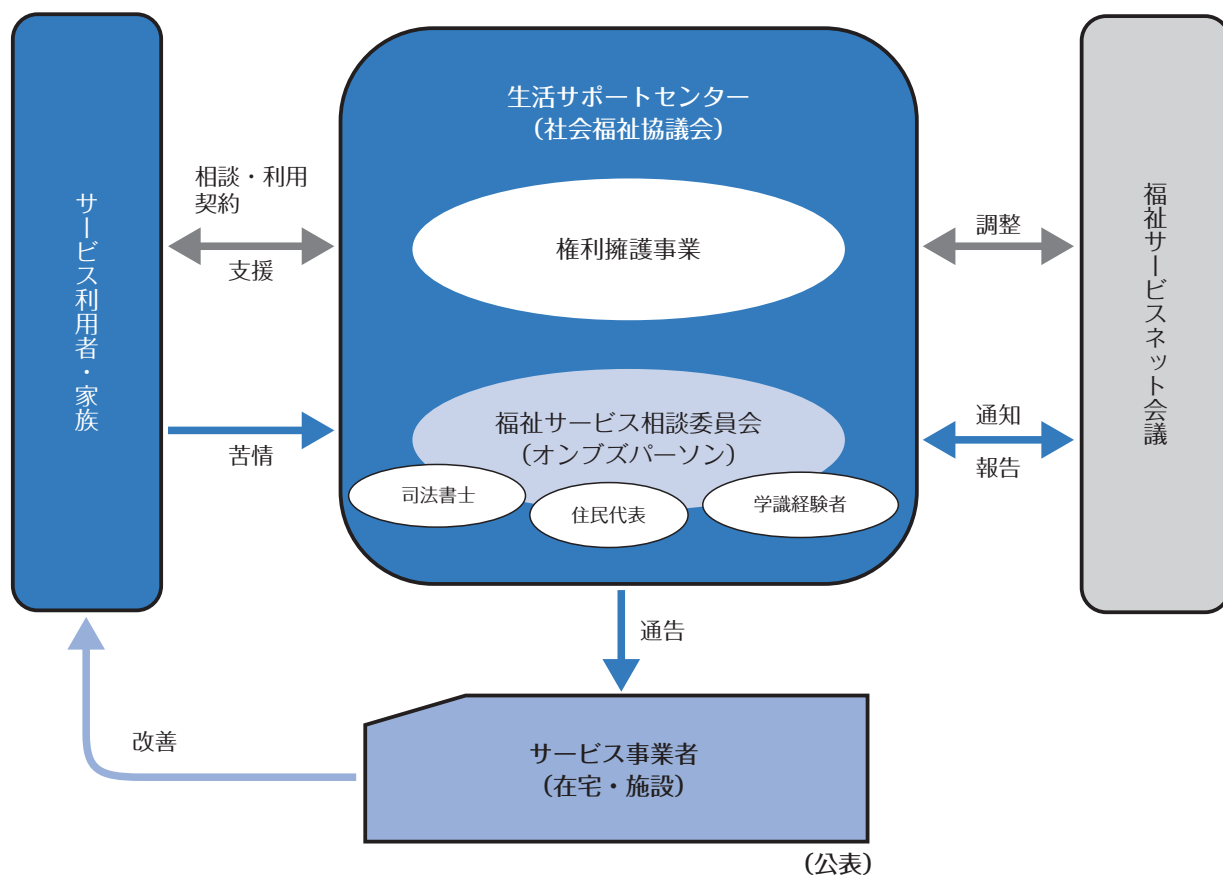 生活サポートセンター
（社会福祉協議会）
サービス利用者・家族
相談・利用
契約
支援
権利擁護事業
調整
福祉サービスネット会議
苦情
福祉サービス相談委員会
（オンブズパーソン）
司法書士
住民代表
学識経験者
通知
報告
通告
改善
サービス事業者
（在宅・施設）
（公表）